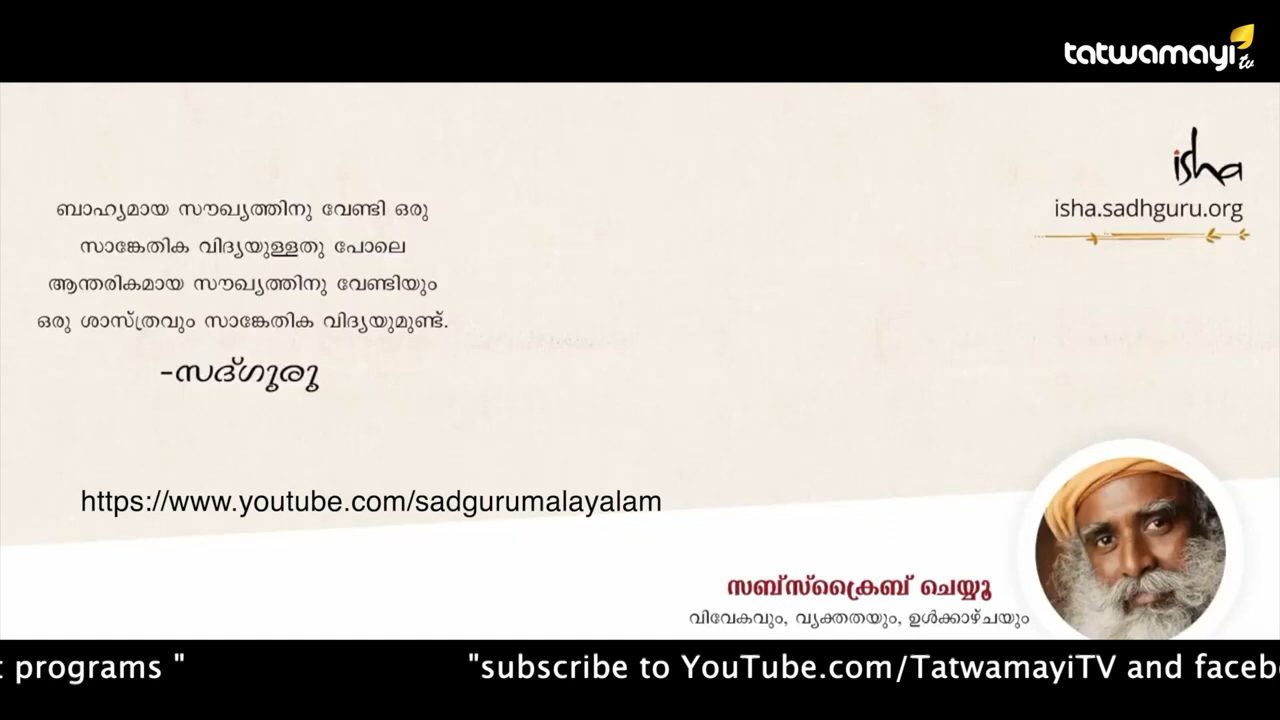 tatwamayi tv
isha
isha.sadhguru.org
ബാഹ്യമായ സൗഖ്യത്തിനു വേണ്ടി ഒരു
സാങ്കേതിക വിദ്യയുള്ളതു പോലെ
ആന്തരികമായ സൗഖ്യത്തിനു വേണ്ടിയും
ഒരു ശാസ്ത്രവും സാങ്കേതിക വിദ്യയുമുണ്ട്.
-സദ്ഗുരു
https://www.youtube.com/sadgurumalayalam
സബ്സ്ക്രൈബ് ചെയ്യൂ
വിവേകവും, വ്യക്തതയും, ഉൾക്കാഴ്ചയും
programs " "subscribe to YouTube.com/TatwamayiTV and